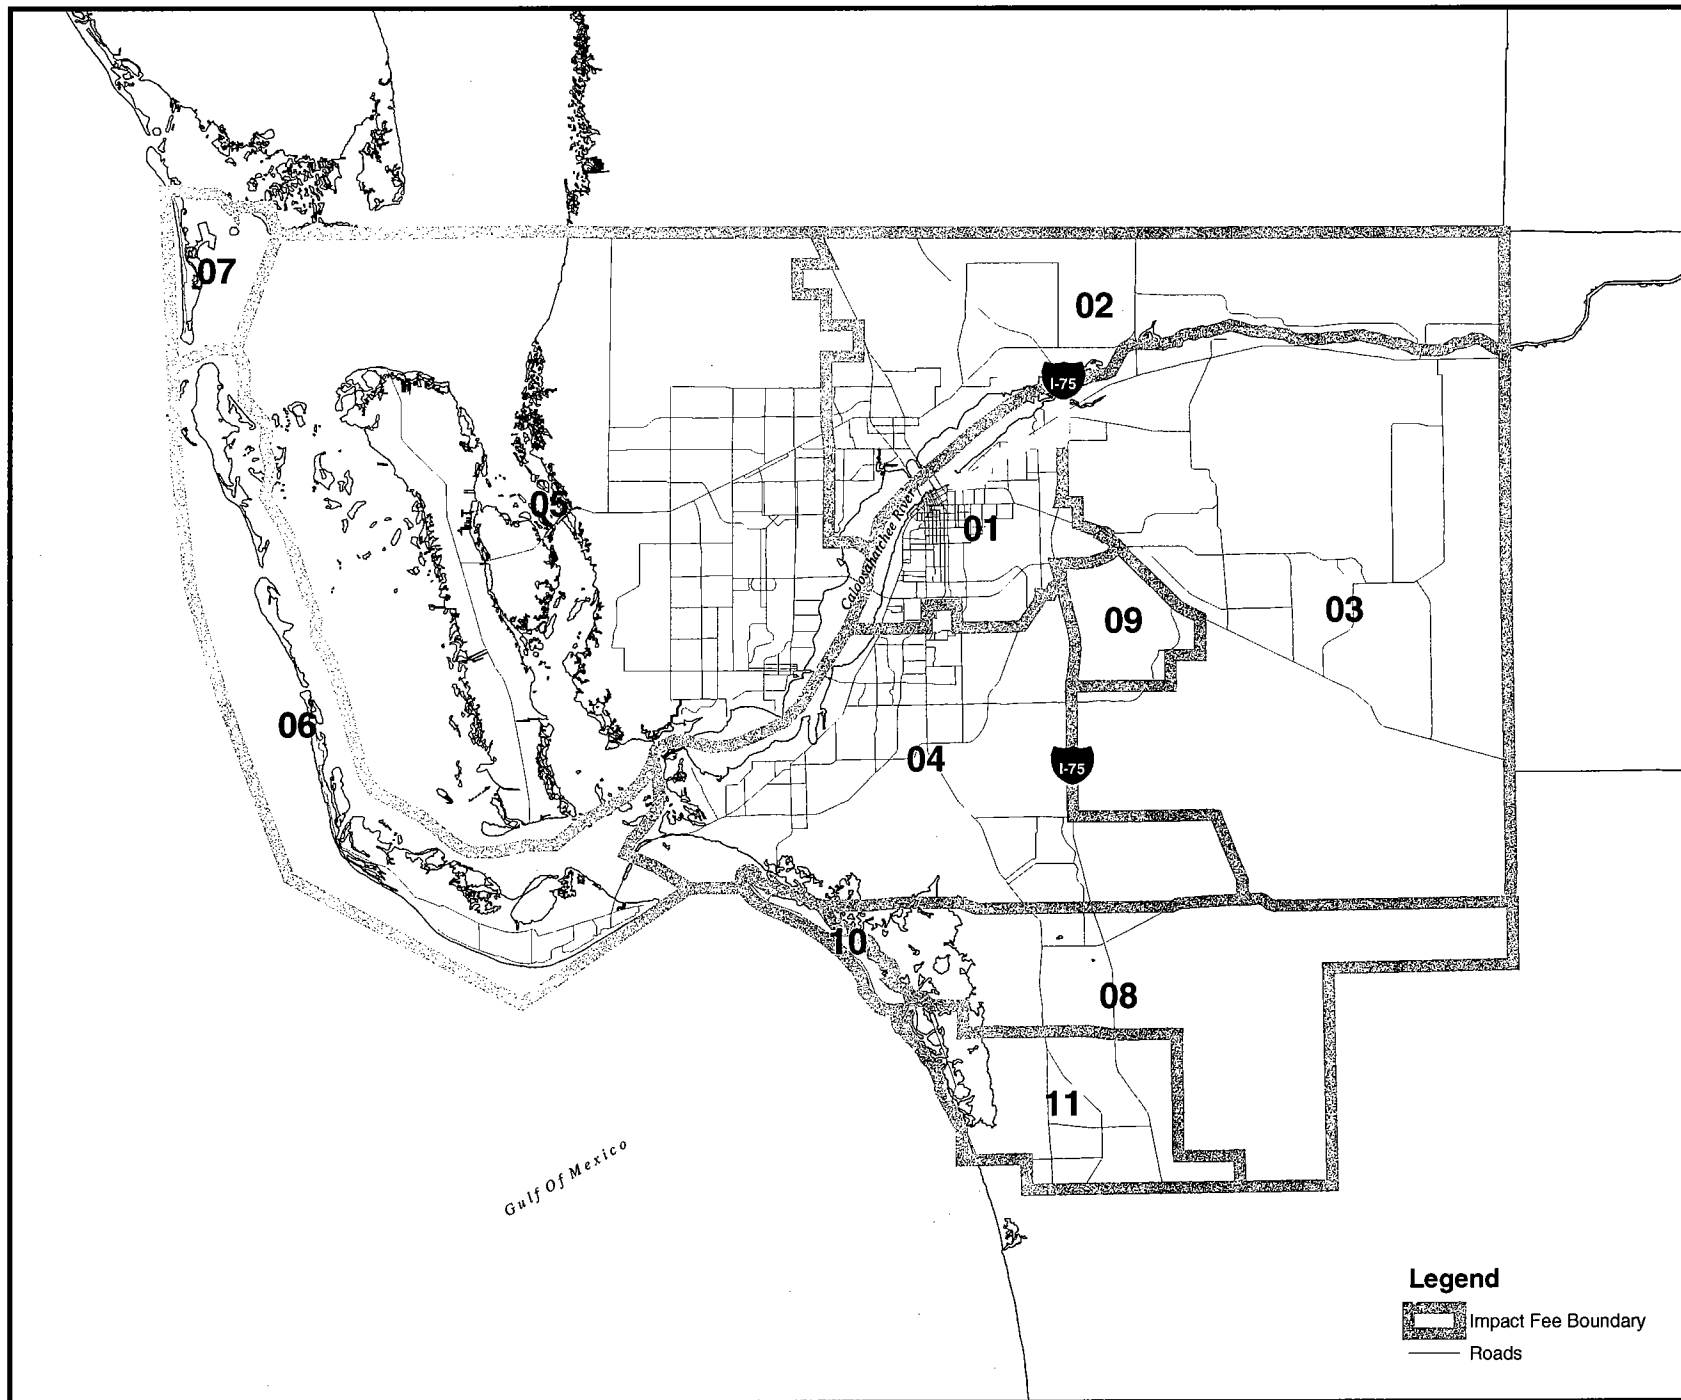 07
02
I-75
05
Caloosahatchee River
01
03
09
06
04
I-75
10
08
11
Gulf Of Mexico
Legend
Impact Fee Boundary
Roads